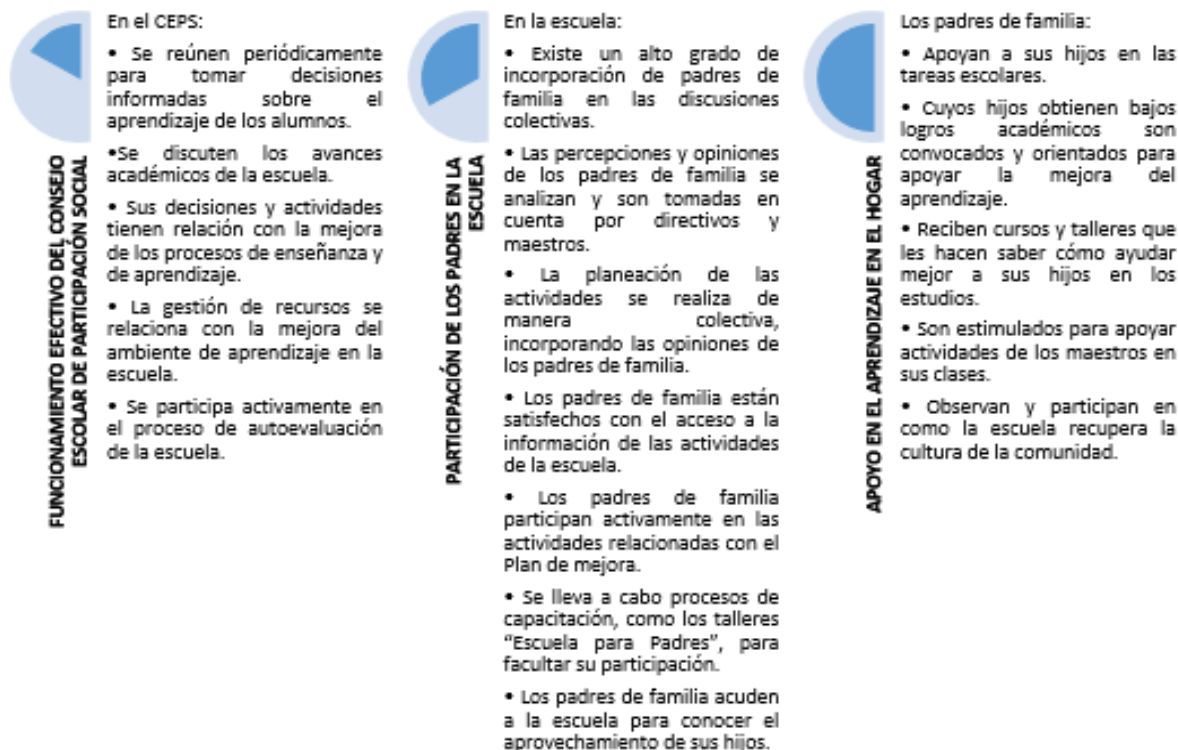 FUNCIONAMIENTO EFECTIVO DEL CONSEJO
ESCOLAR DE PARTICIPACIÓN SOCIAL
En el CEPS:
• Se reúnen periódicamente
para tomar decisiones
informadas sobre el
aprendizaje de los alumnos.
•Se discuten los avances
académicos de la escuela.
• Sus decisiones y actividades
tienen relación con la mejora
de los procesos de enseñanza y
de aprendizaje.
• La gestión de recursos se
relaciona con la mejora del
ambiente de aprendizaje en la
escuela.
• Se participa activamente en
el proceso de autoevaluación
de la escuela.
PARTICIPACIÓN DE LOS PADRES EN LA
ESCUELA
En la escuela:
• Existe un alto grado de
incorporación de padres de
familia en las discusiones
colectivas.
• Las percepciones y opiniones
de los padres de familia se
analizan y son tomadas en
cuenta por directivos y
maestros.
• La planeación de las
actividades se realiza de
manera colectiva,
incorporando las opiniones de
los padres de familia.
• Los padres de familia están
satisfechos con el acceso a la
información de las actividades
de la escuela.
• Los padres de familia
participan activamente en las
actividades relacionadas con el
Plan de mejora.
• Se lleva a cabo procesos de
capacitación, como los talleres
“Escuela para Padres”, para
facultar su participación.
• Los padres de familia acuden
a la escuela para conocer el
aprovechamiento de sus hijos.
APOYO EN EL APRENDIZAJE EN EL HOGAR
Los padres de familia:
• Apoyan a sus hijos en las
tareas escolares.
• Cuyos hijos obtienen bajos
logros académicos son
convocados y orientados para
apoyar la mejora del
aprendizaje.
• Reciben cursos y talleres que
les hacen saber cómo ayudar
mejor a sus hijos en los
estudios.
• Son estimulados para apoyar
actividades de los maestros en
sus clases.
• Observan y participan en
como la escuela recupera la
cultura de la comunidad.